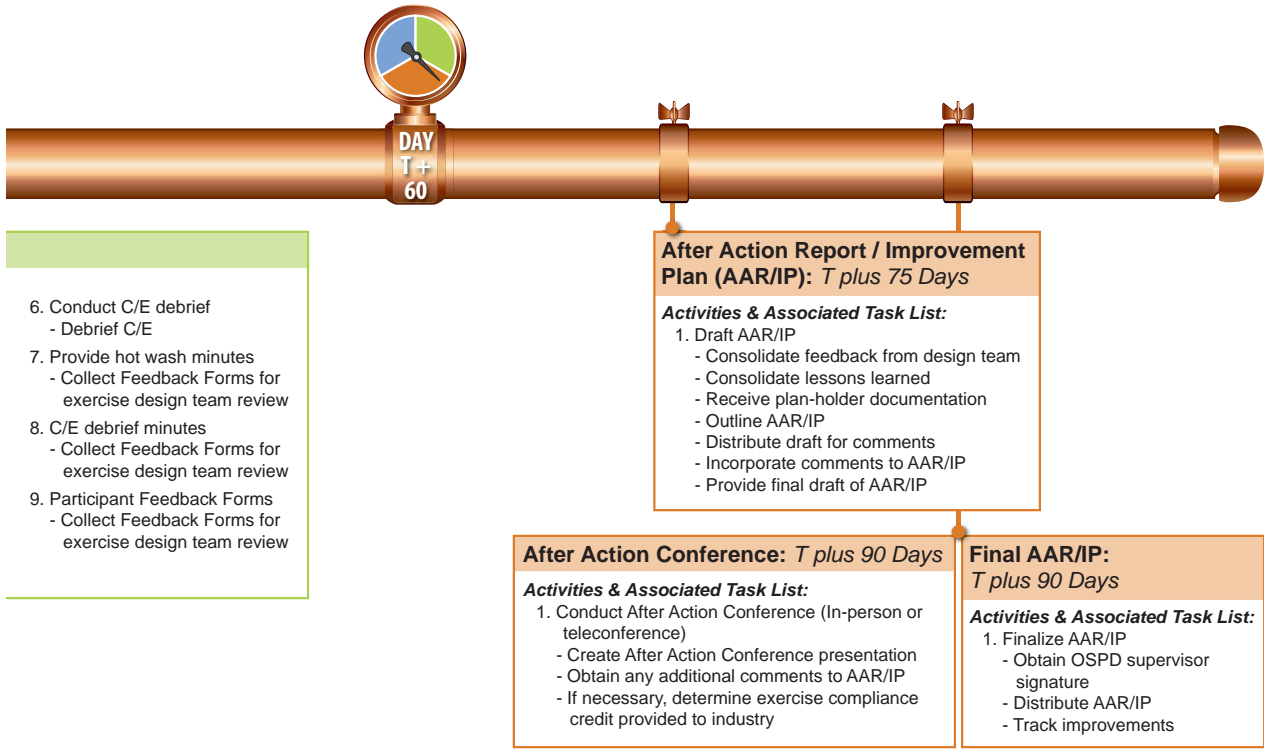 DAY
T +
60
6. Conduct C/E debrief
- Debrief C/E
7. Provide hot wash minutes
- Collect Feedback Forms for
exercise design team review
8. C/E debrief minutes
- Collect Feedback Forms for
exercise design team review
9. Participant Feedback Forms
- Collect Feedback Forms for
exercise design team review
After Action Report / Improvement
Plan (AAR/IP): T plus 75 Days
Activities & Associated Task List:
1. Draft AAR/IP
- Consolidate feedback from design team
- Consolidate lessons learned
- Receive plan-holder documentation
- Outline AAR/IP
- Distribute draft for comments
- Incorporate comments to AAR/IP
- Provide final draft of AAR/IP
After Action Conference: T plus 90 Days
Activities & Associated Task List:
1. Conduct After Action Conference (In-person or
teleconference)
- Create After Action Conference presentation
- Obtain any additional comments to AAR/IP
- If necessary, determine exercise compliance
credit provided to industry
Final AAR/IP:
T plus 90 Days
Activities & Associated Task List:
1. Finalize AAR/IP
- Obtain OSPD supervisor
signature
- Distribute AAR/IP
- Track improvements